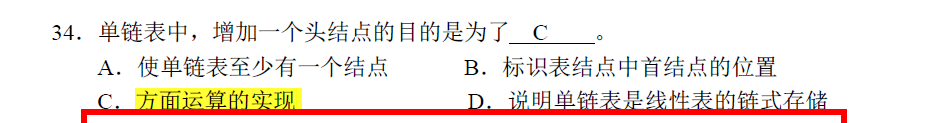 34．单链表中，增加一个头结点的目的是为了 C 。
A．使单链表至少有一个结点 B．标识表结点中首结点的位置
C．方面运算的实现 D．说明单链表是线性表的链式存储